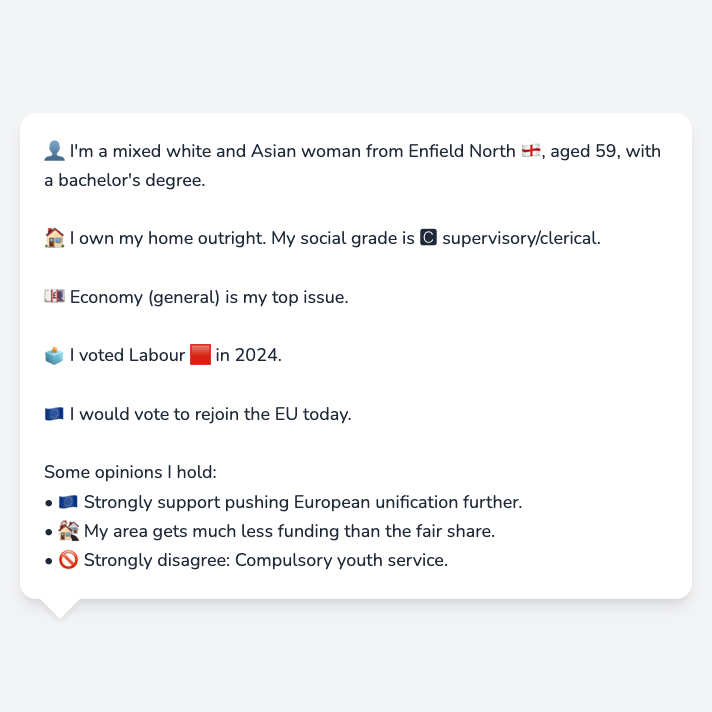 👤 I'm a mixed white and Asian woman from Enfield North 🏴󠁧󠁢󠁥󠁮󠁧󠁿, aged 59, with
a bachelor's degree.
🏠 I own my home outright. My social grade is 🅲 supervisory/clerical.
💷 Economy (general) is my top issue.
🗳️ I voted Labour 🟥 in 2024.
🇪🇺 I would vote to rejoin the EU today.
Some opinions I hold:
• 🇪🇺 Strongly support pushing European unification further.
• 🏘️ My area gets much less funding than the fair share.
• 🚫 Strongly disagree: Compulsory youth service.